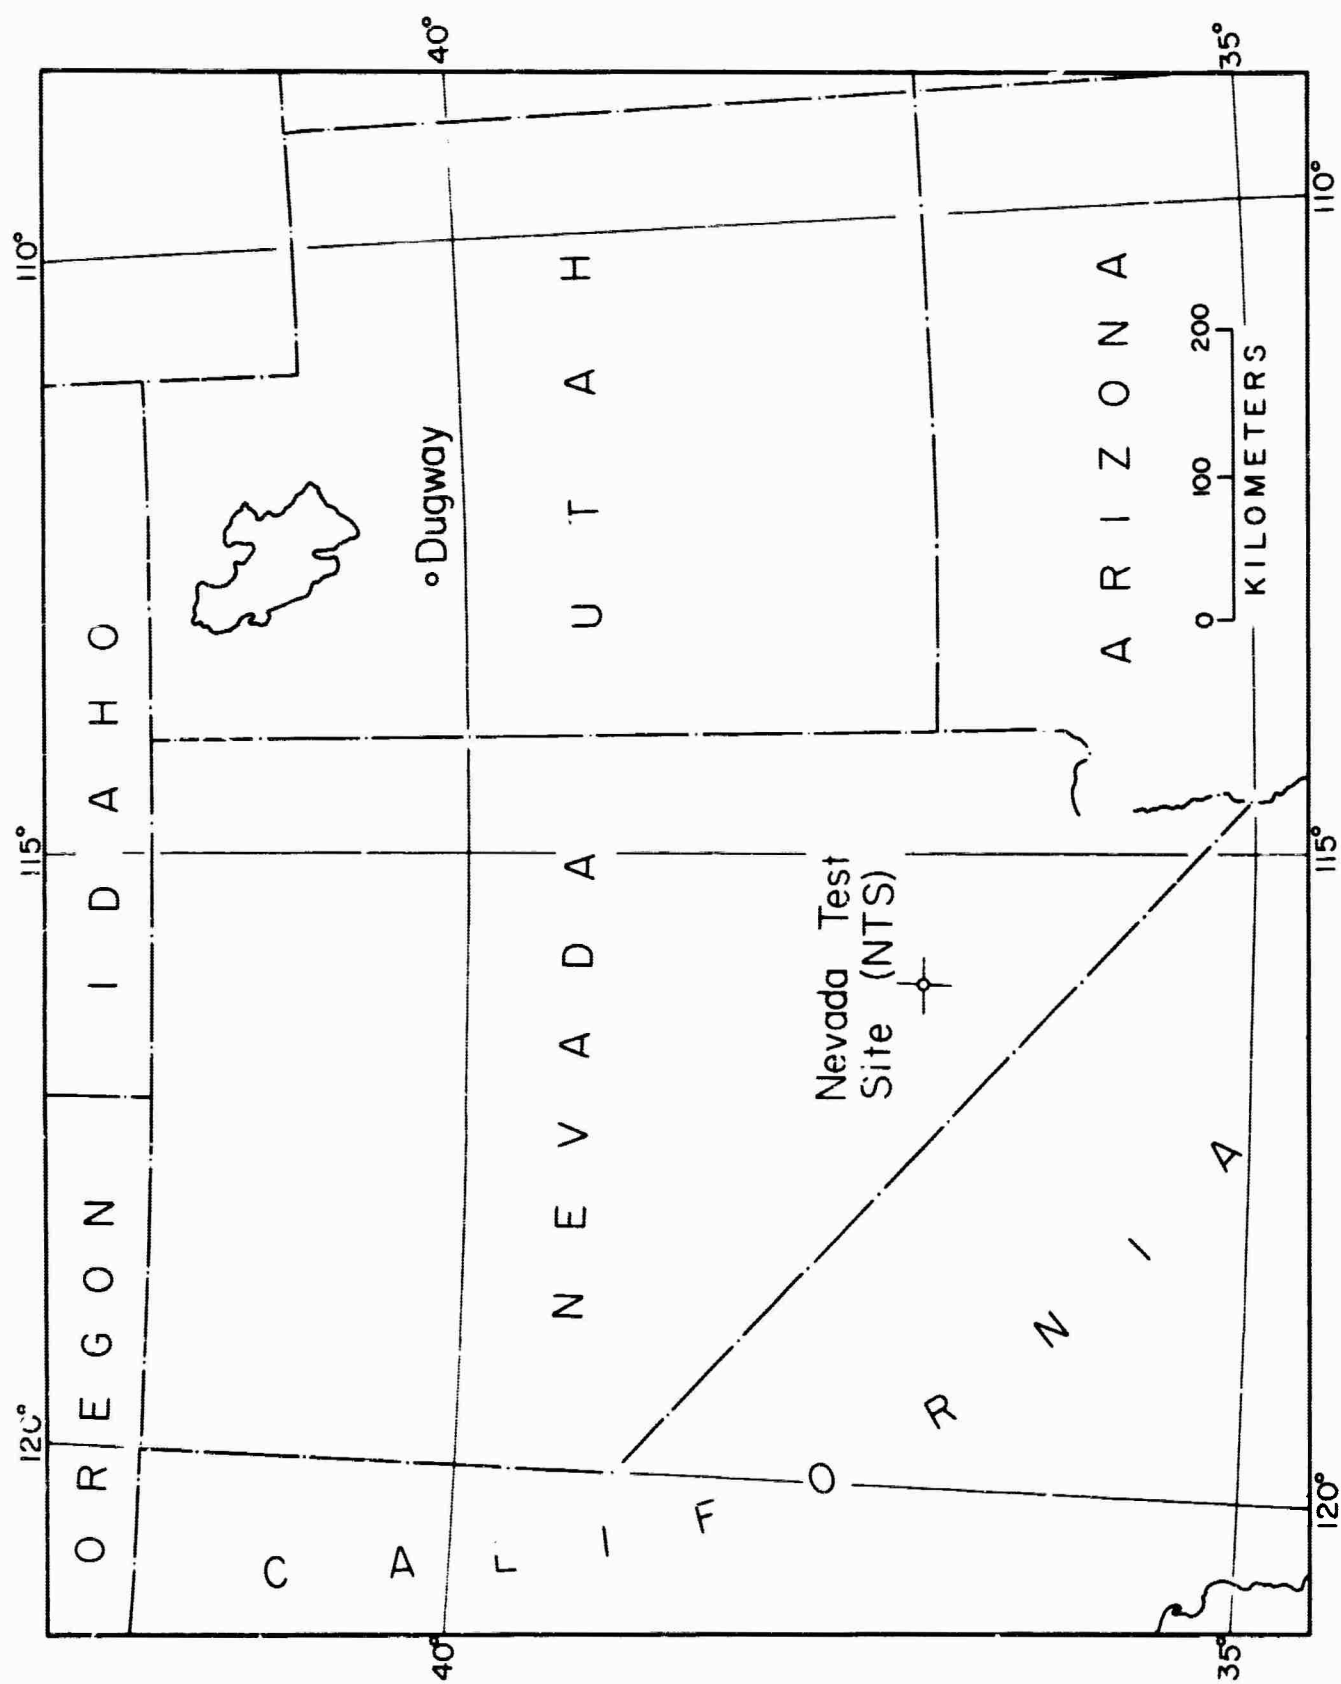 120°
115°
110°
OREGON
IDAHO
40°
40°
Dugway
CALIFORNIA
NEVADA
UTAH
Nevada Test
Site (NTS)
ARIZONA
0 100 200
KILOMETERS
35°
35°
120°
115°
110°